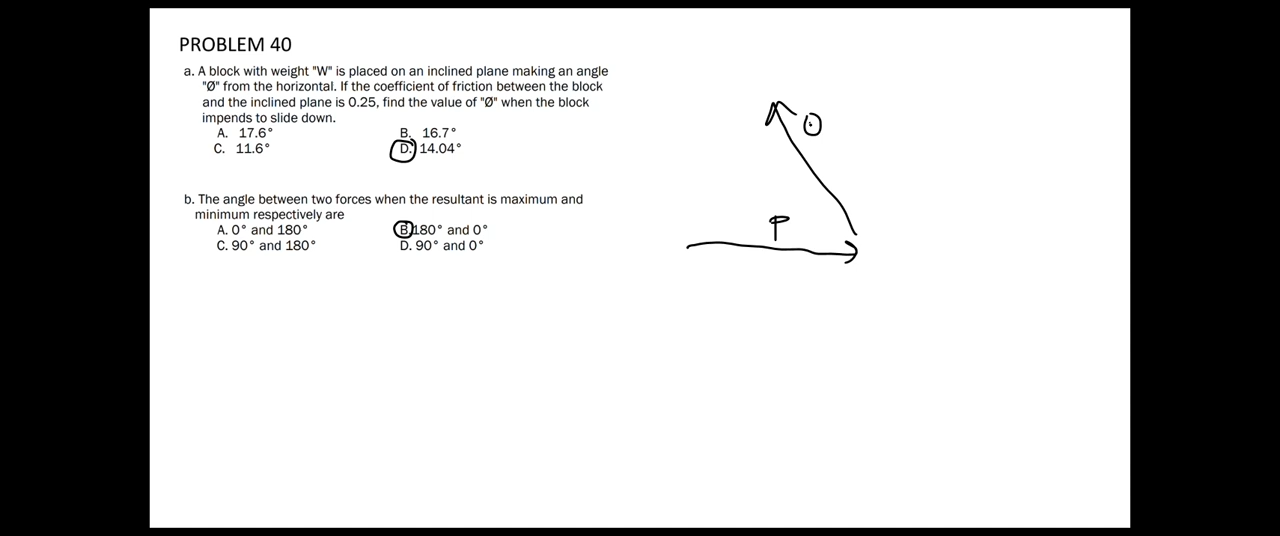 PROBLEM 40
a. A block with weight "W" is placed on an inclined plane making an angle
"Ø" from the horizontal. If the coefficient of friction between the block
and the inclined plane is 0.25, find the value of "Ø" when the block
impends to slide down.
A. 17.6° B. 16.7°
C. 11.6° D. 14.04°
b. The angle between two forces when the resultant is maximum and
minimum respectively are
A. 0° and 180° B. 180° and 0°
C. 90° and 180° D. 90° and 0°
P